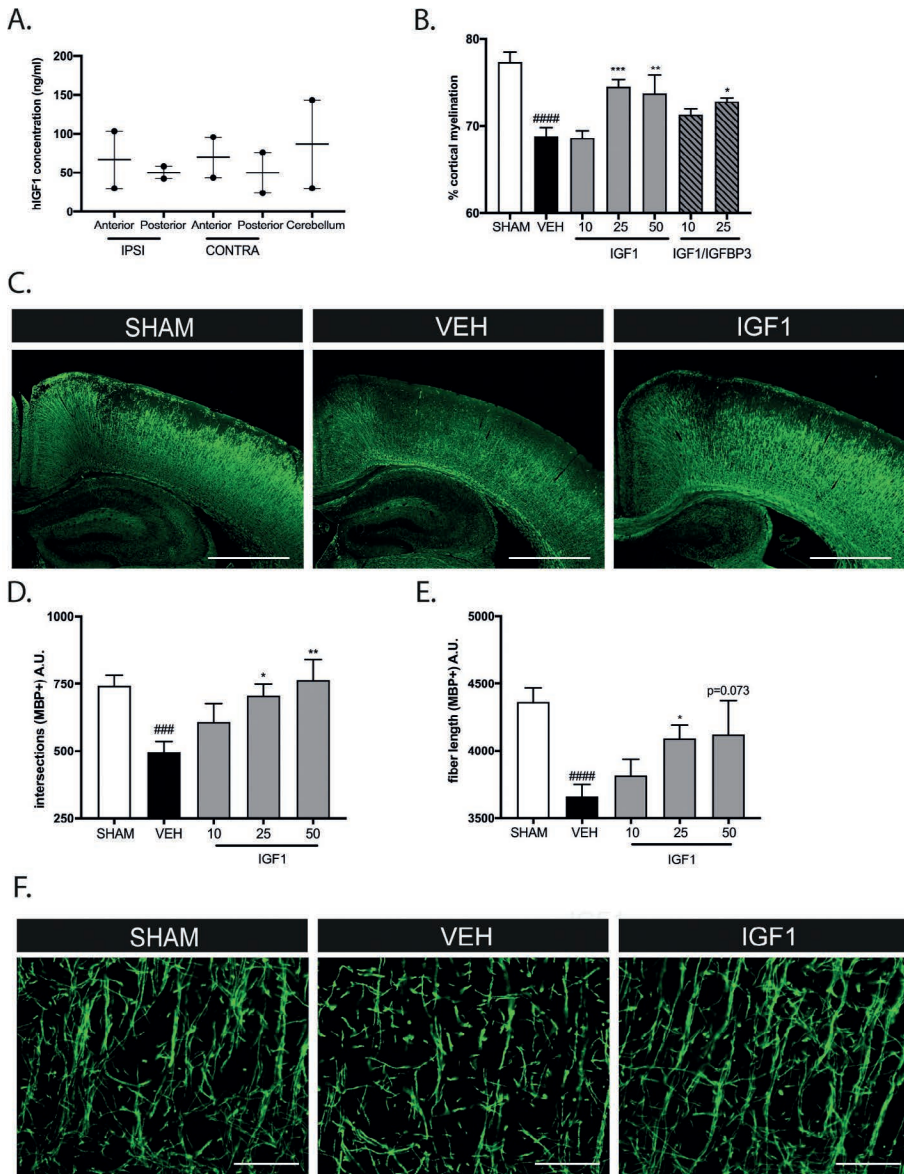 A.
hIGF1 concentration (ng/ml)
200
150
100
50
0
Anterior Posterior Anterior Posterior Cerebellum
IPSI CONTRA
B.
% cortical myelination
80
70
60
***
**
*
####
SHAM VEH 10 25 50 10 25
IGF1 IGF1/IGFBP3
C.
SHAM VEH IGF1
D.
intersections (MBP+) A.U.
1000
750
500
250
###
*
**
SHAM VEH 10 25 50
IGF1
E.
fiber length (MBP+) A.U.
5000
4500
4000
3500
####
*
p=0.073
SHAM VEH 10 25 50
IGF1
F.
SHAM VEH IGF1